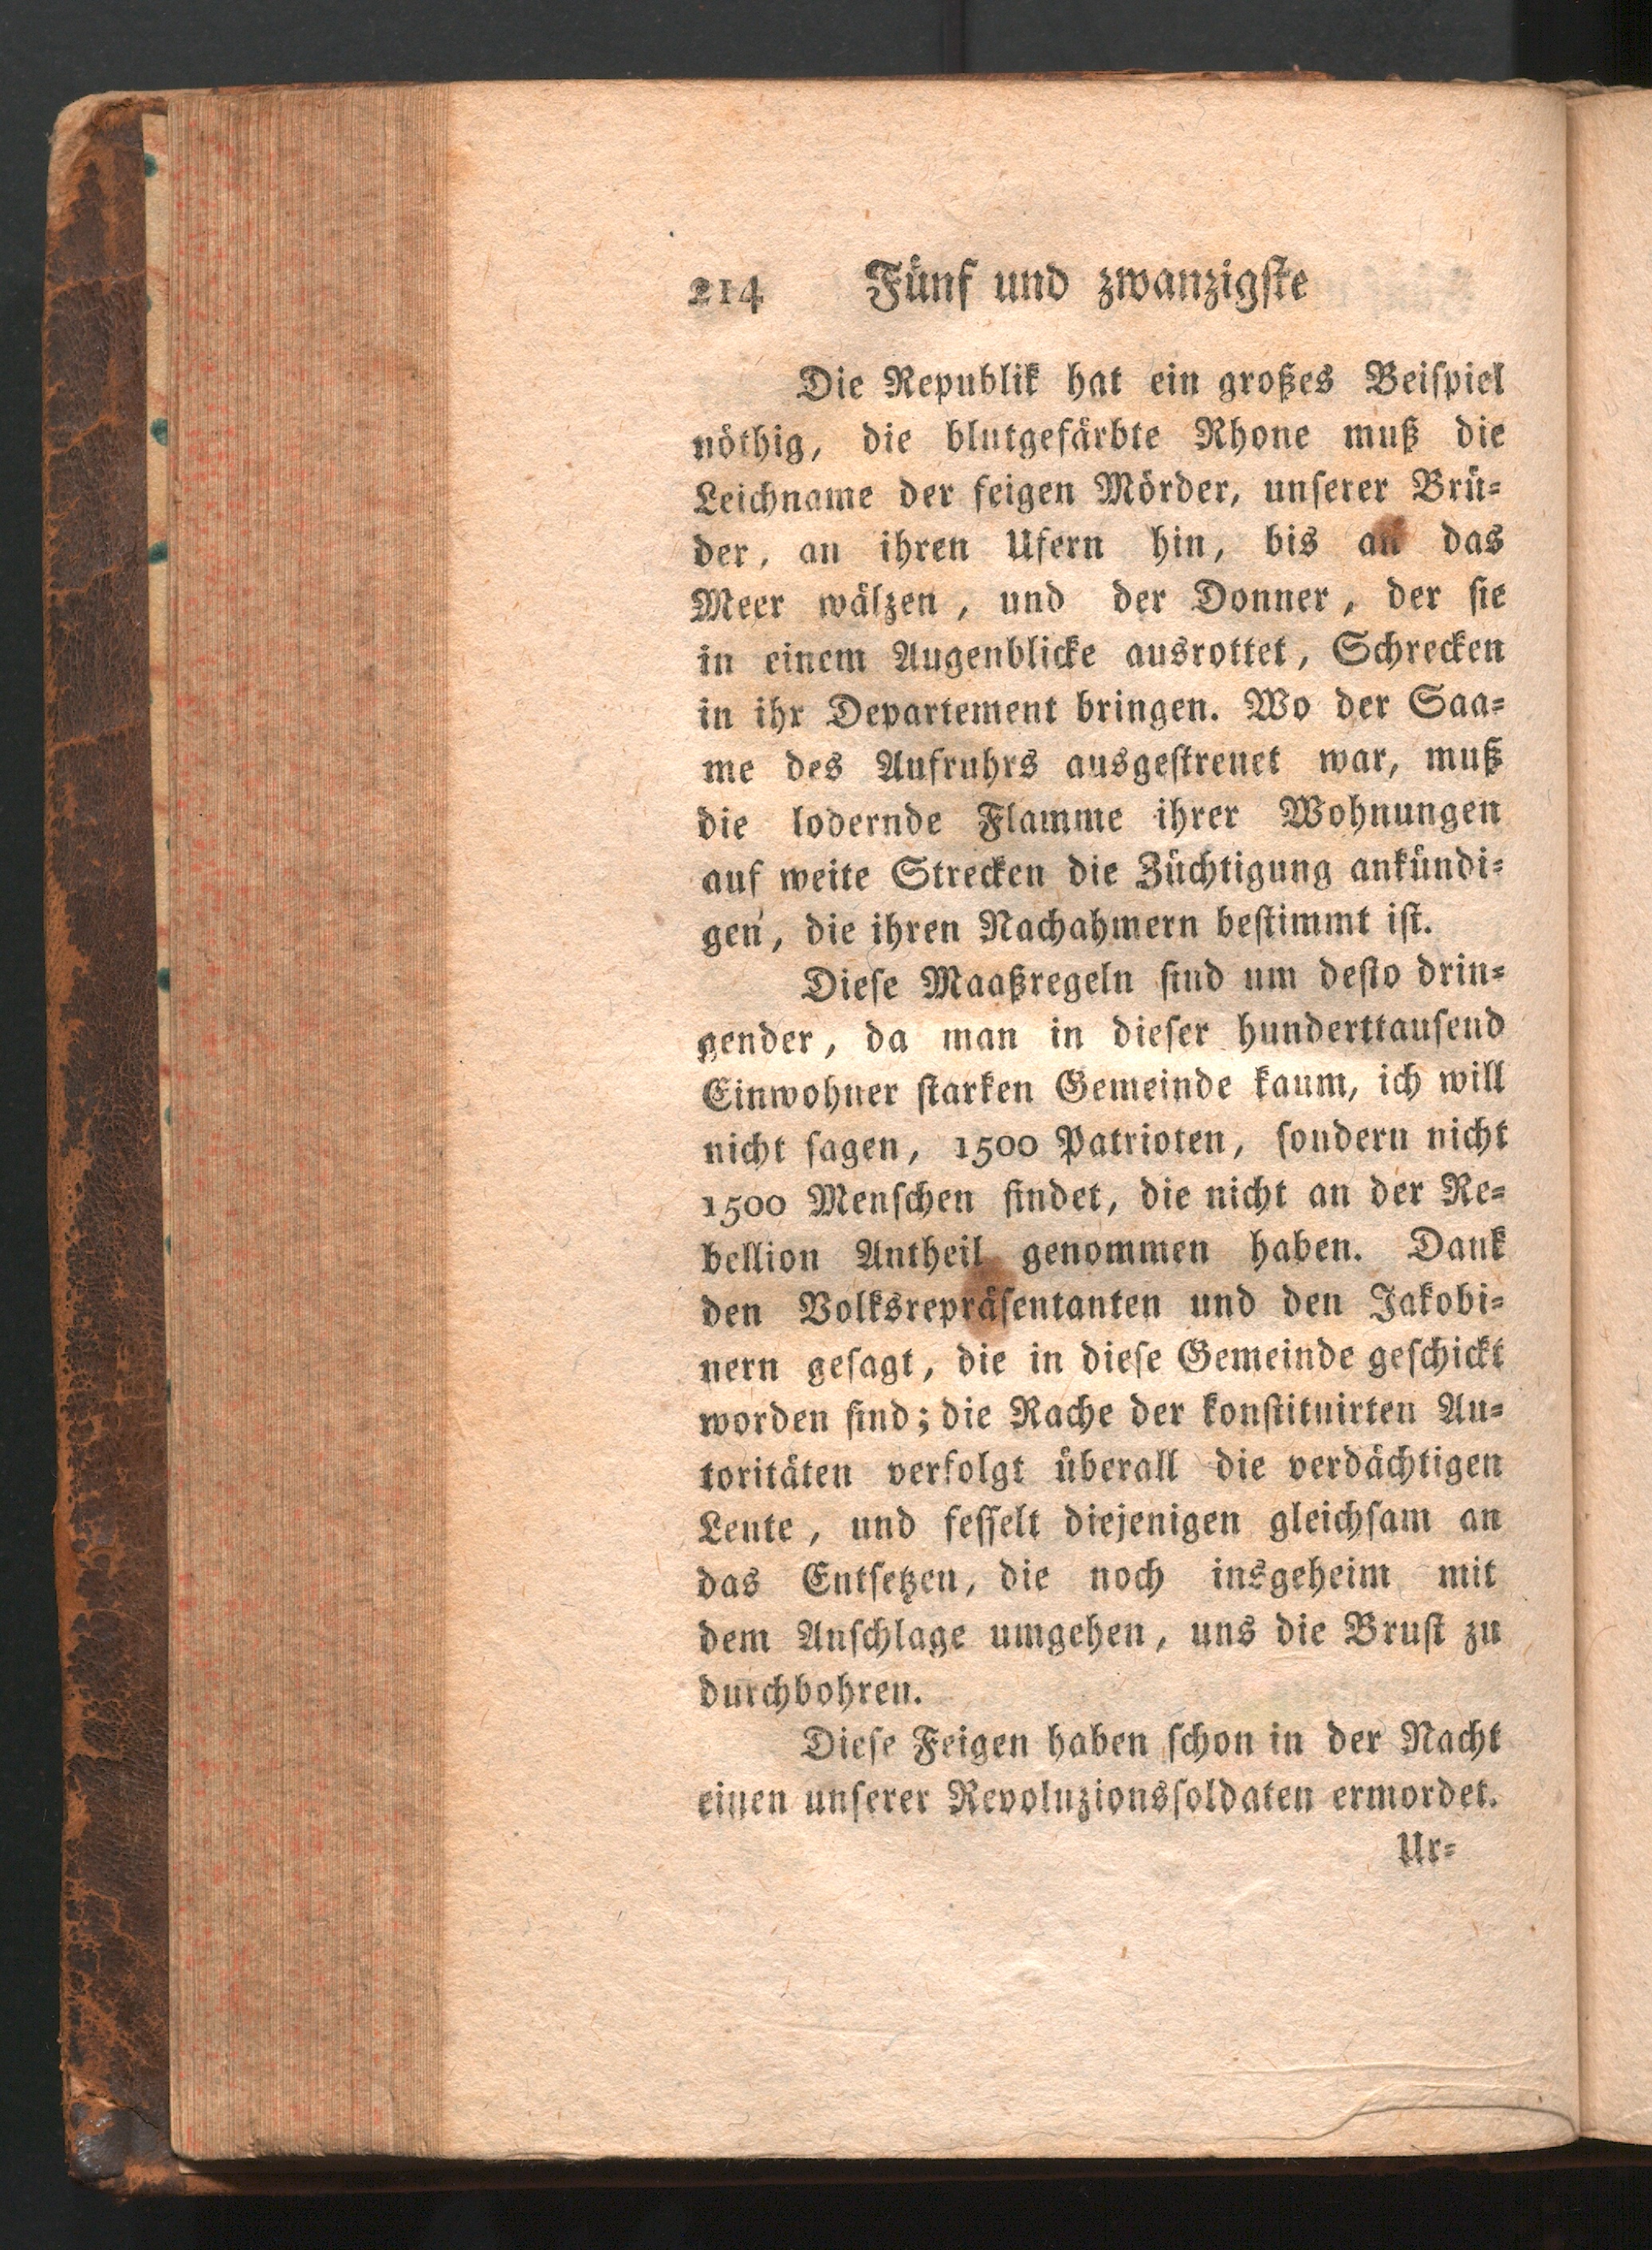 214 Fünf und zwanzigſte
Die Republik hat ein großes Beiſpiel
nöthig, die blutgefärbte Rhone muß die
Leichname der feigen Mörder, unſerer Brü⸗
der, an ihren Ufern hin, bis an das
Meer wälzen, und der Donner, der ſie
in einem Augenblicke ausrottet, Schrecken
in ihr Departement bringen. Wo der Saa⸗
me des Aufruhrs ausgeſtreuet war, muß
die lodernde Flamme ihrer Wohnungen
auf weite Strecken die Züchtigung ankündi⸗
gen, die ihren Nachahmern beſtimmt iſt.
Dieſe Maaßregeln ſind um deſto drin⸗
gender, da man in dieſer hunderttauſend
Einwohner ſtarken Gemeinde kaum, ich will
nicht ſagen, 1500 Patrioten, ſondern nicht
1500 Menſchen findet, die nicht an der Re⸗
bellion Antheil genommen haben. Dank
den Volksrepräſentanten und den Jakobi⸗
nern geſagt, die in dieſe Gemeinde geſchickt
worden ſind; die Rache der konſtituirten Au⸗
toritäten verfolgt überall die verdächtigen
Leute, und feſſelt diejenigen gleichſam an
das Entſetzen, die noch insgeheim mit
dem Anſchlage umgehen, uns die Bruſt zu
durchbohren.
Dieſe Feigen haben ſchon in der Nacht
einen unſerer Revoluzionsſoldaten ermordet.
Ur⸗